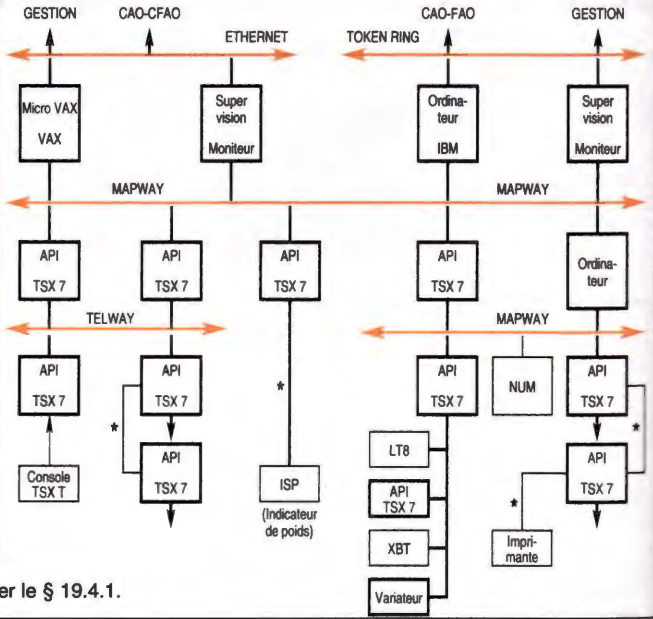 GESTION
CAO-CFAO
CAO-FAO
GESTION
ETHERNET
TOKEN RING
Micro VAX
VAX
Super
vision
Moniteur
Ordina-
teur
IBM
Super
vision
Moniteur
MAPWAY
MAPWAY
API
TSX 7
API
TSX 7
API
TSX 7
API
TSX 7
Ordina-
teur
TELWAY
MAPWAY
API
TSX 7
API
TSX 7
*
API
TSX 7
NUM
API
TSX 7
*
*
Console
TSX T
API
TSX 7
ISP
(Indicateur
de poids)
LT8
API
TSX 7
XBT
Variateur
API
TSX 7
*
Impri-
mante
er le § 19.4.1.